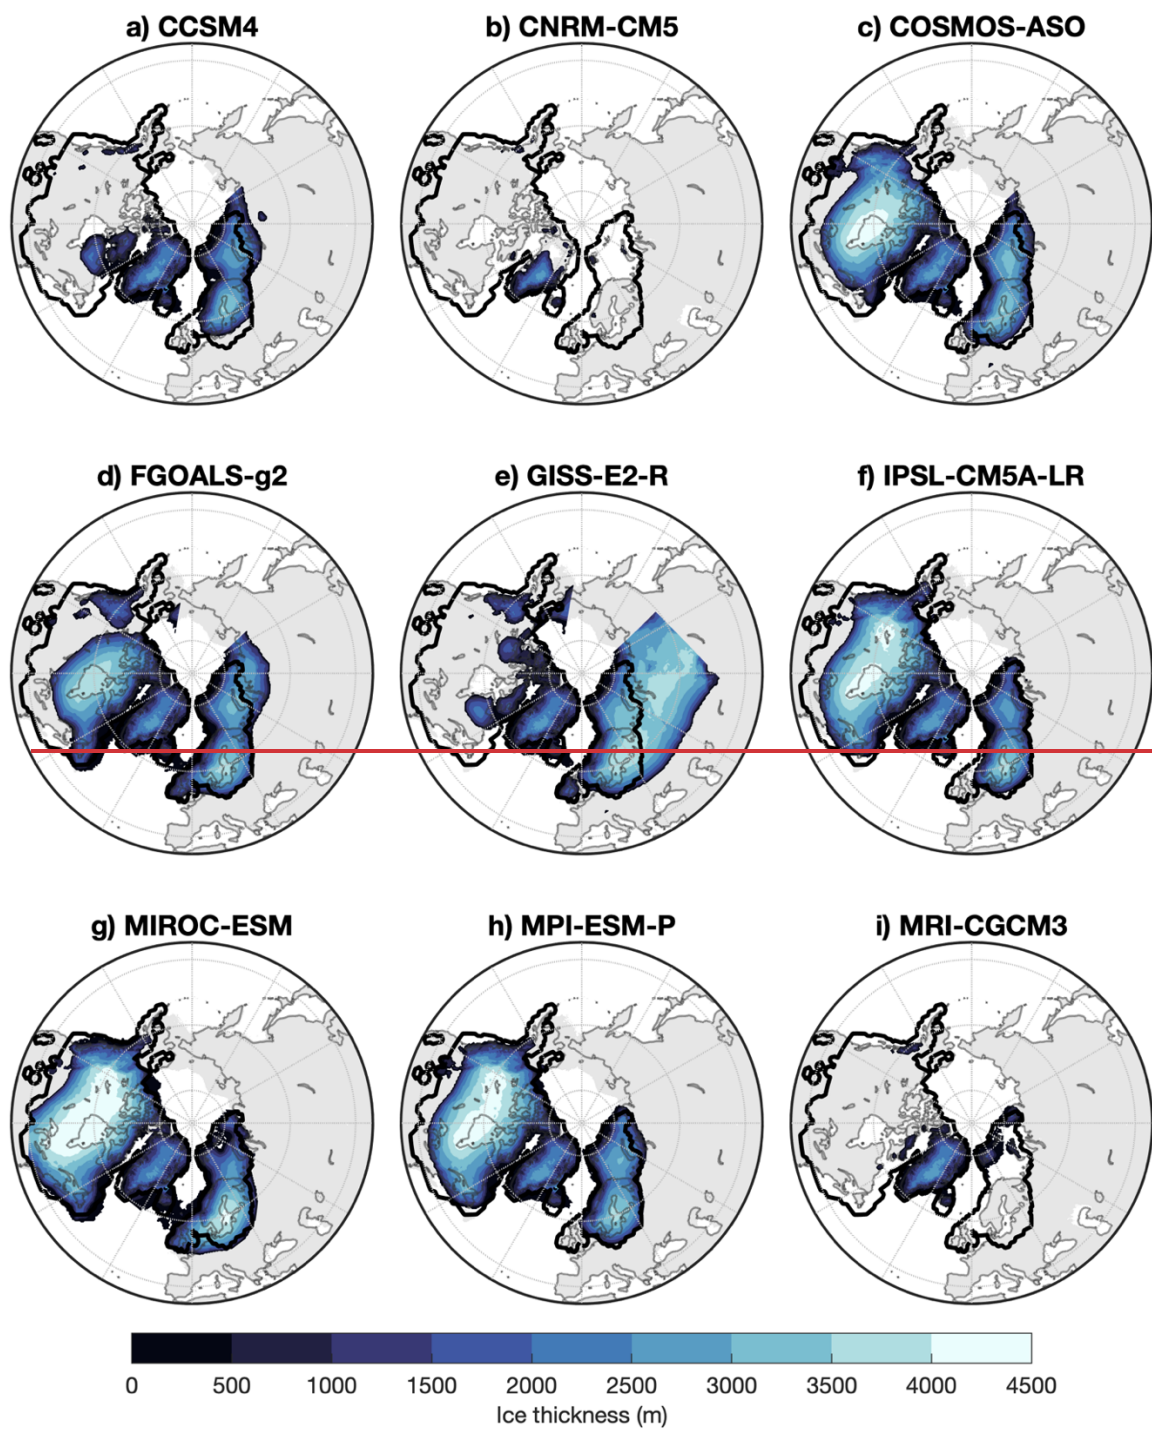 a) CCSM4
b) CNRM-CM5
c) COSMOS-ASO
d) FGOALS-g2
e) GISS-E2-R
f) IPSL-CM5A-LR
g) MIROC-ESM
h) MPI-ESM-P
i) MRI-CGCM3
0 500 1000 1500 2000 2500 3000 3500 4000 4500
Ice thickness (m)